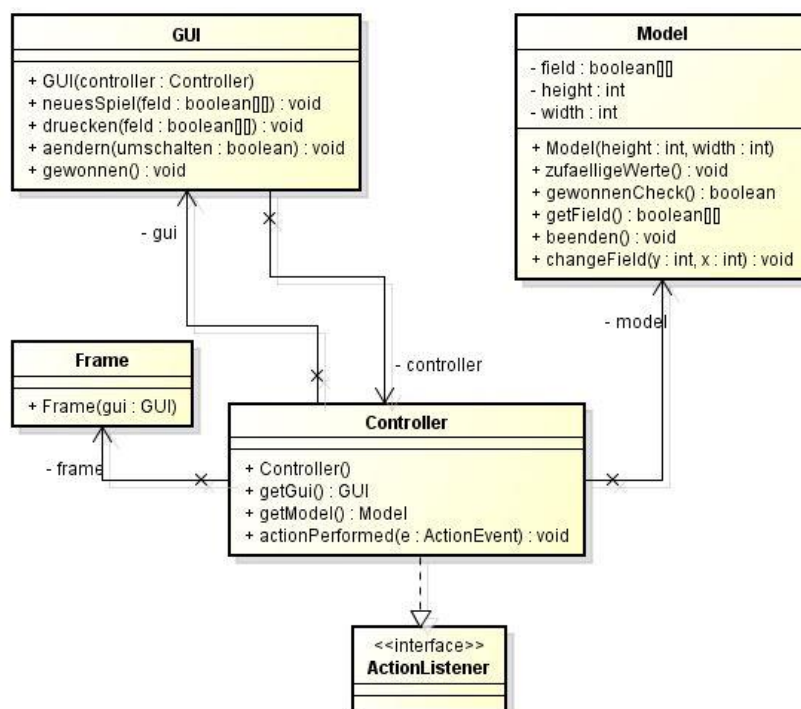 GUI
+ GUI(controller : Controller)
+ neuesSpiel(feld : boolean[][]) : void
+ druecken(feld : boolean[][]) : void
+ aendern(umschalten : boolean) : void
+ gewonnen() : void
Model
- field : boolean[][]
- height : int
- width : int
+ Model(height : int, width : int)
+ zufaelligeWerte() : void
+ gewonnenCheck() : boolean
+ getField() : boolean[][]
+ beenden() : void
+ changeField(y : int, x : int) : void
- gui
- model
- controller
Frame
+ Frame(gui : GUI)
- frame
Controller
+ Controller()
+ getGui() : GUI
+ getModel() : Model
+ actionPerformed(e : ActionEvent) : void
<<interface>>
ActionListener